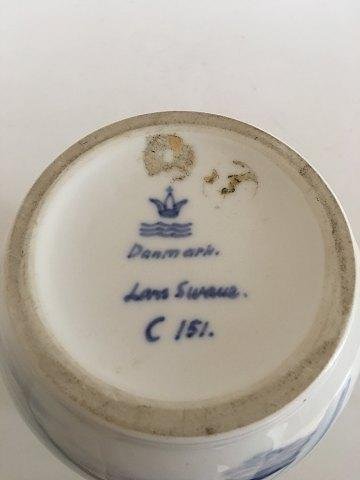 Danmark.
Lars Swane.
C 151.